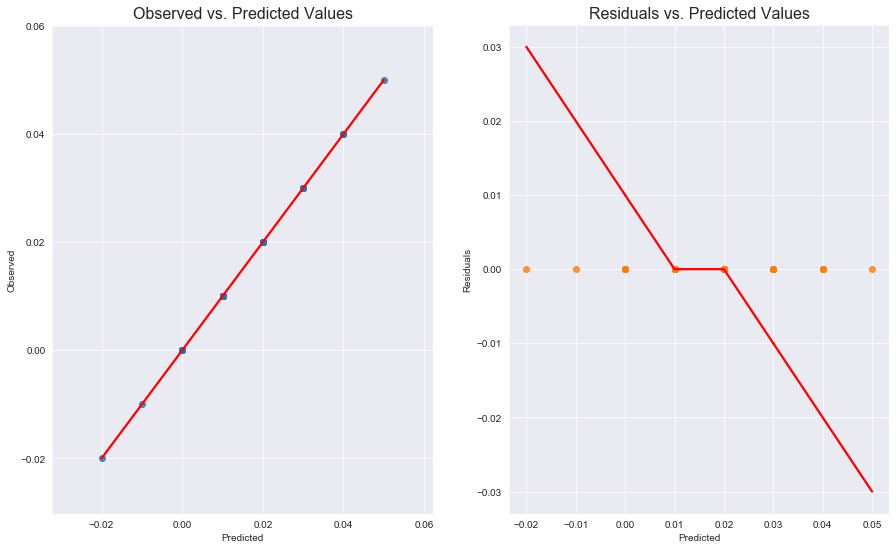 Observed vs. Predicted Values
0.06
0.04
0.02
0.00
−0.02
Observed
−0.02 0.00 0.02 0.04 0.06
Predicted
Residuals vs. Predicted Values
0.03
0.02
0.01
0.00
−0.01
−0.02
−0.03
Residuals
−0.02 −0.01 0.00 0.01 0.02 0.03 0.04 0.05
Predicted